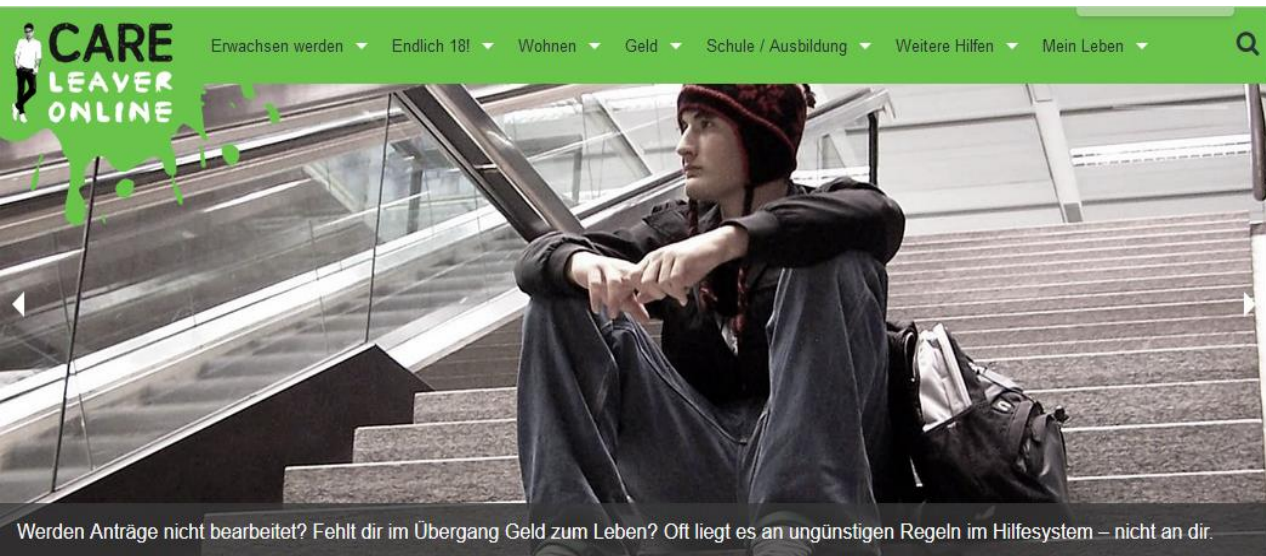 CARE
LEAVER
ONLINE
Erwachsen werden Endlich 18! Wohnen Geld Schule / Ausbildung Weitere Hilfen Mein Leben
Werden Anträge nicht bearbeitet? Fehlt dir im Übergang Geld zum Leben? Oft liegt es an ungünstigen Regeln im Hilfesystem – nicht an dir.